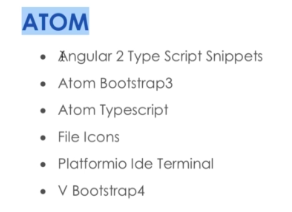 ATOM
• Angular 2 Type Script Snippets
• Atom Bootstrap3
• Atom Typescript
• File Icons
• Platformio Ide Terminal
• V Bootstrap4